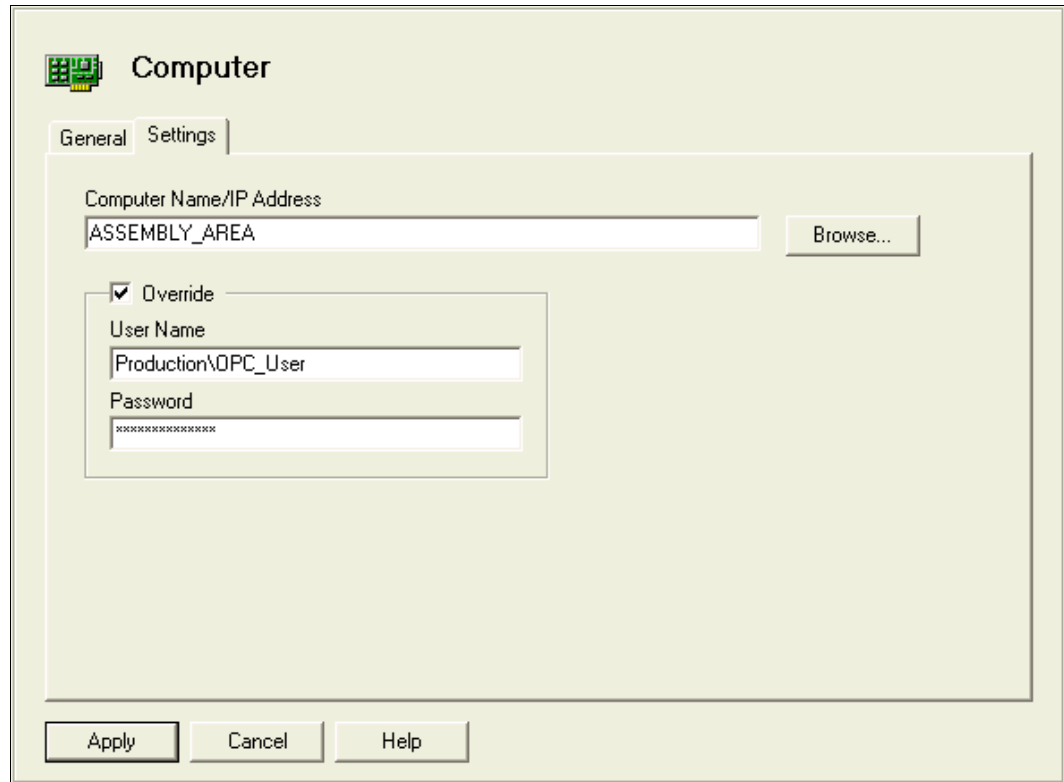 Computer
General Settings
Computer Name/IP Address
ASSEMBLY_AREA Browse...
Override
User Name
Production\OPC_User
Password
**************
Apply Cancel Help